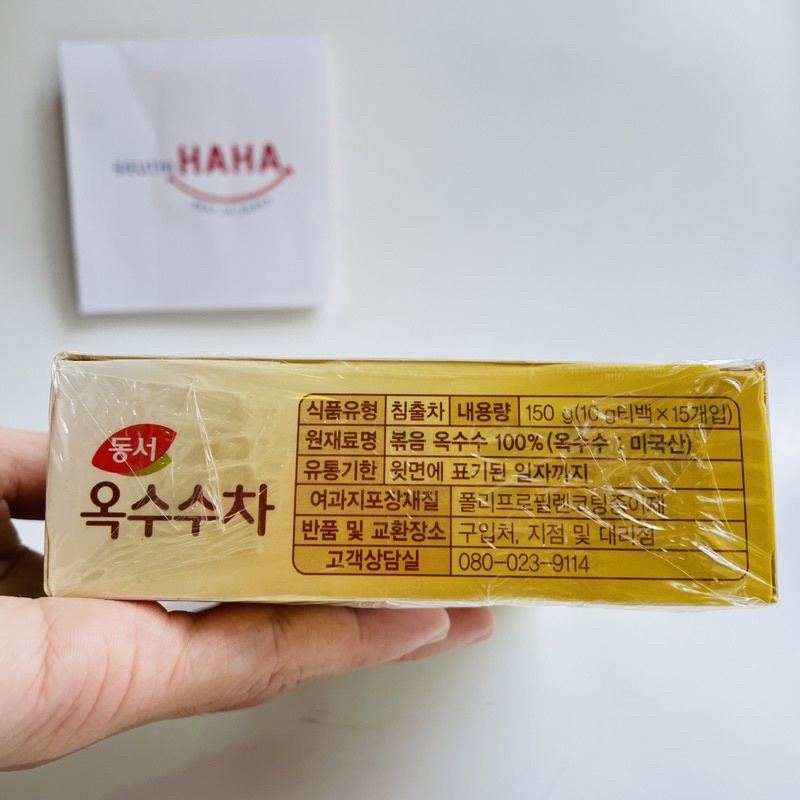 HAHA
동서
옥수수차
식품유형 침출차 내용량 150 g(10 g티백×15개입)
원재료명 볶음 옥수수 100% (옥수수 : 미국산)
유통기한 윗면에 표기된 일자까지
여과지포장재질 폴리프로필렌코팅종이제
반품 및 교환장소 구입처, 지점 및 대리점
고객상담실 080-023-9114